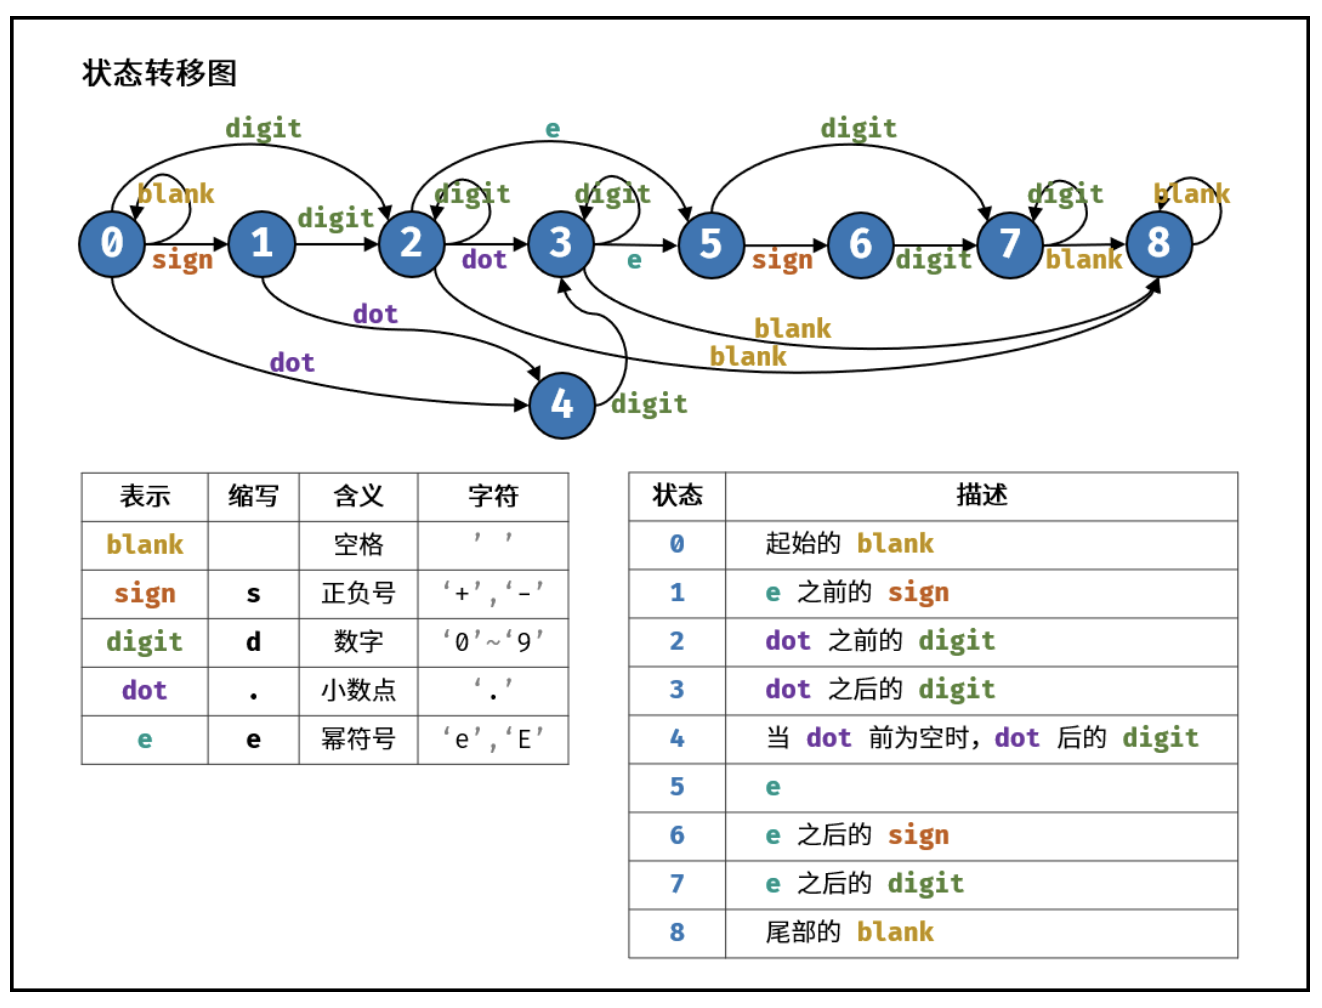 状态转移图
digit
e
digit
blank
digit
digit
digit
blank
digit
0
1
2
3
5
6
7
8
sign
dot
e
sign
digit
blank
dot
blank
blank
dot
4
digit
表示 缩写 含义 字符
blank 空格 ' '
sign s 正负号 ‘+’,‘-’
digit d 数字 ‘0’~‘9’
dot . 小数点 ‘.’
e e 幂符号 ‘e’,‘E’
状态 描述
0 起始的 blank
1 e 之前的 sign
2 dot 之前的 digit
3 dot 之后的 digit
4 当 dot 前为空时，dot 后的 digit
5 e
6 e 之后的 sign
7 e 之后的 digit
8 尾部的 blank